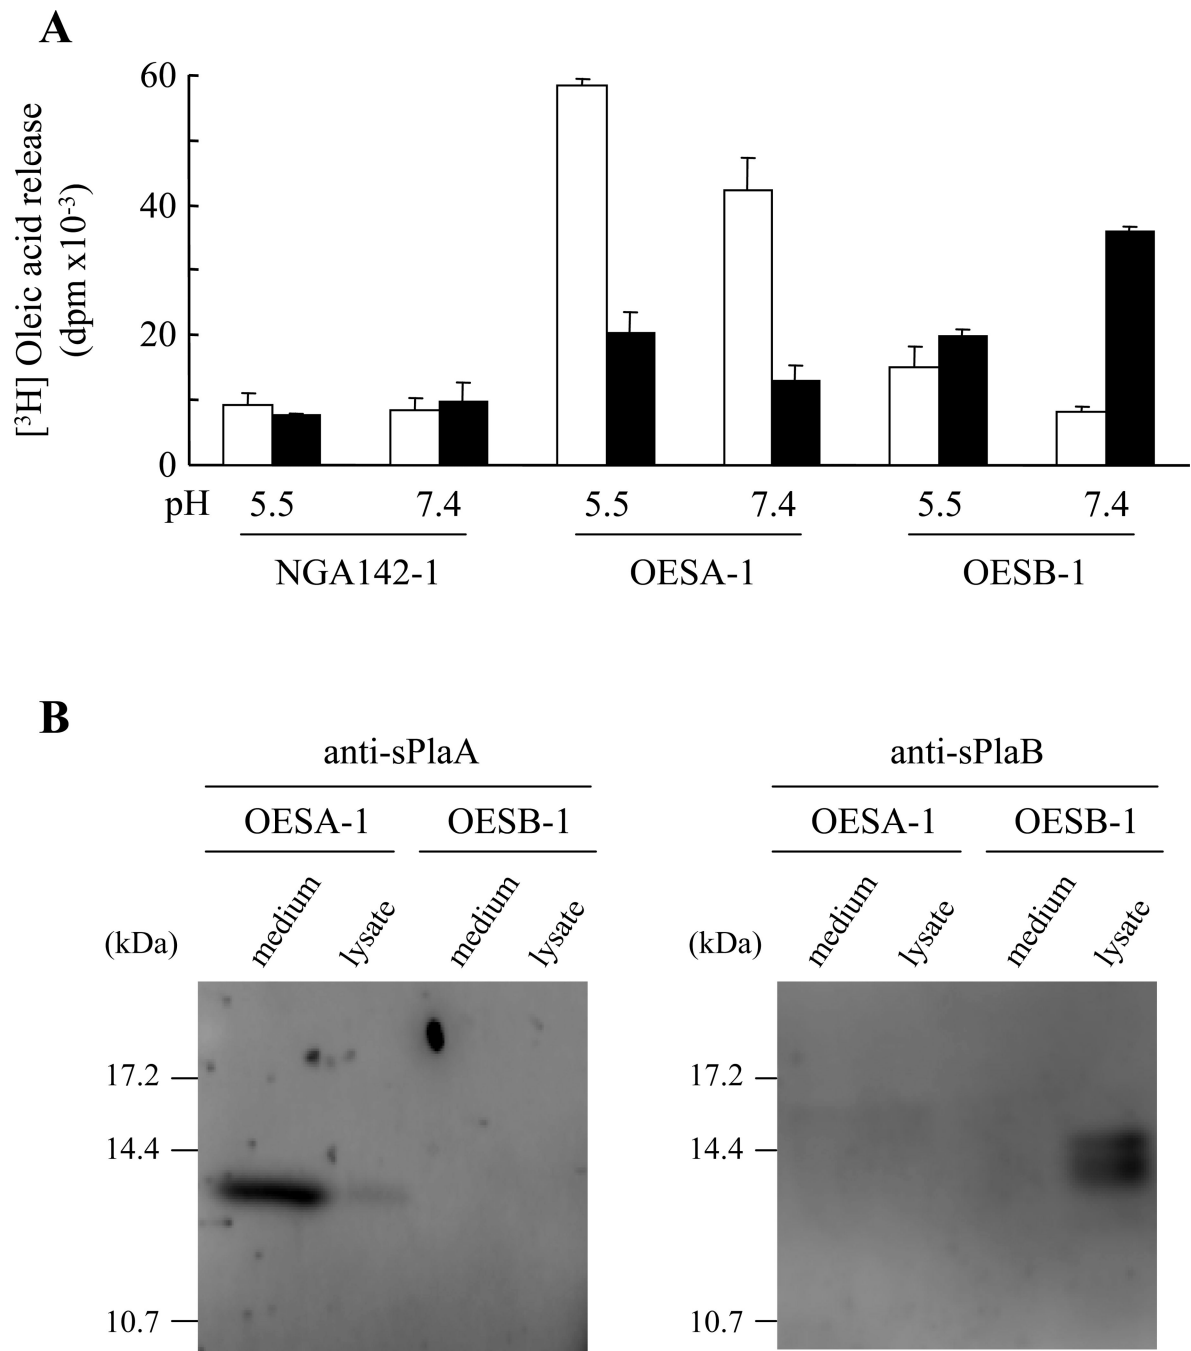 A
[³H] Oleic acid release
(dpm x10⁻³)
60
40
20
0
pH 5.5 7.4 5.5 7.4 5.5 7.4
NGA142-1 OESA-1 OESB-1
B
anti-sPlaA anti-sPlaB
OESA-1 OESB-1 OESA-1 OESB-1
(kDa) medium lysate medium lysate (kDa) medium lysate medium lysate
17.2 17.2
14.4 14.4
10.7 10.7